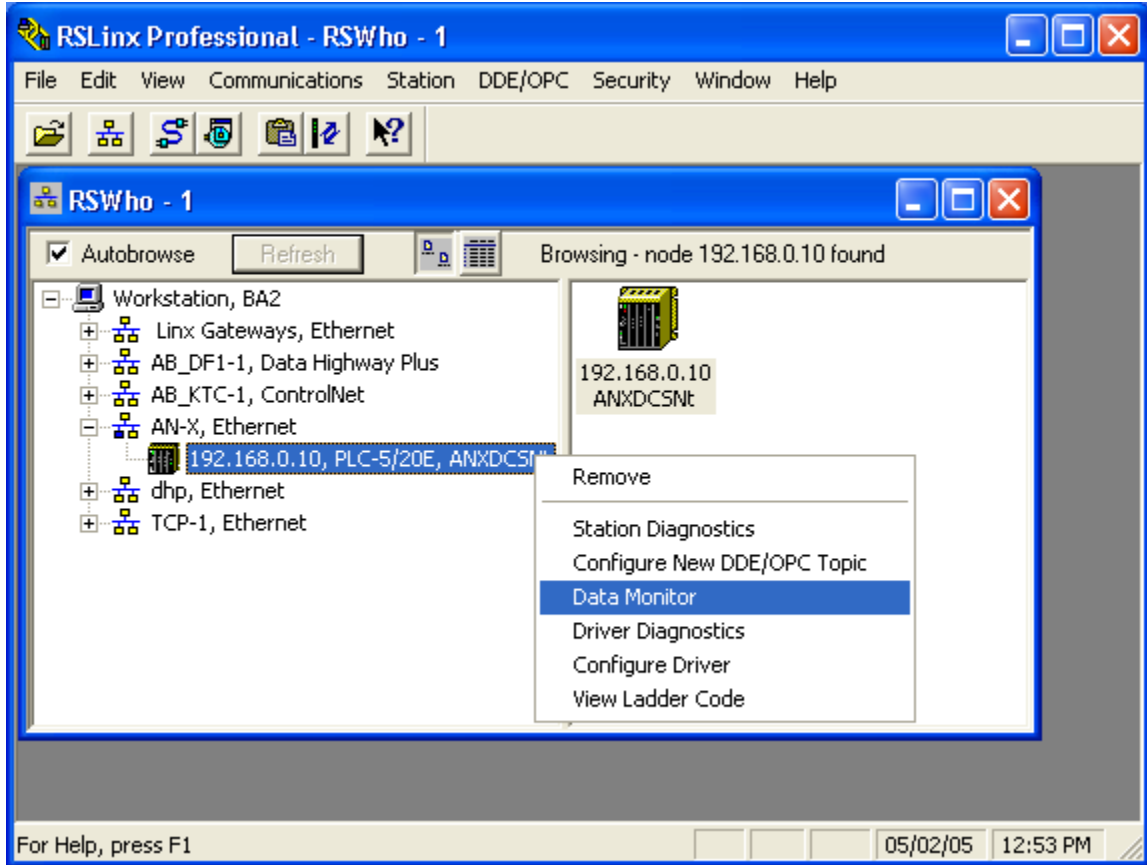 RSLinx Professional - RSWho - 1
File Edit View Communications Station DDE/OPC Security Window Help
RSWho - 1
Autobrowse Refresh Browsing - node 192.168.0.10 found
Workstation, BA2
Linx Gateways, Ethernet
AB_DF1-1, Data Highway Plus
AB_KTC-1, ControlNet
AN-X, Ethernet
192.168.0.10, PLC-5/20E, ANXDCSN
dhp, Ethernet
TCP-1, Ethernet
192.168.0.10
ANXDCSNt
Remove
Station Diagnostics
Configure New DDE/OPC Topic
Data Monitor
Driver Diagnostics
Configure Driver
View Ladder Code
For Help, press F1 05/02/05 12:53 PM